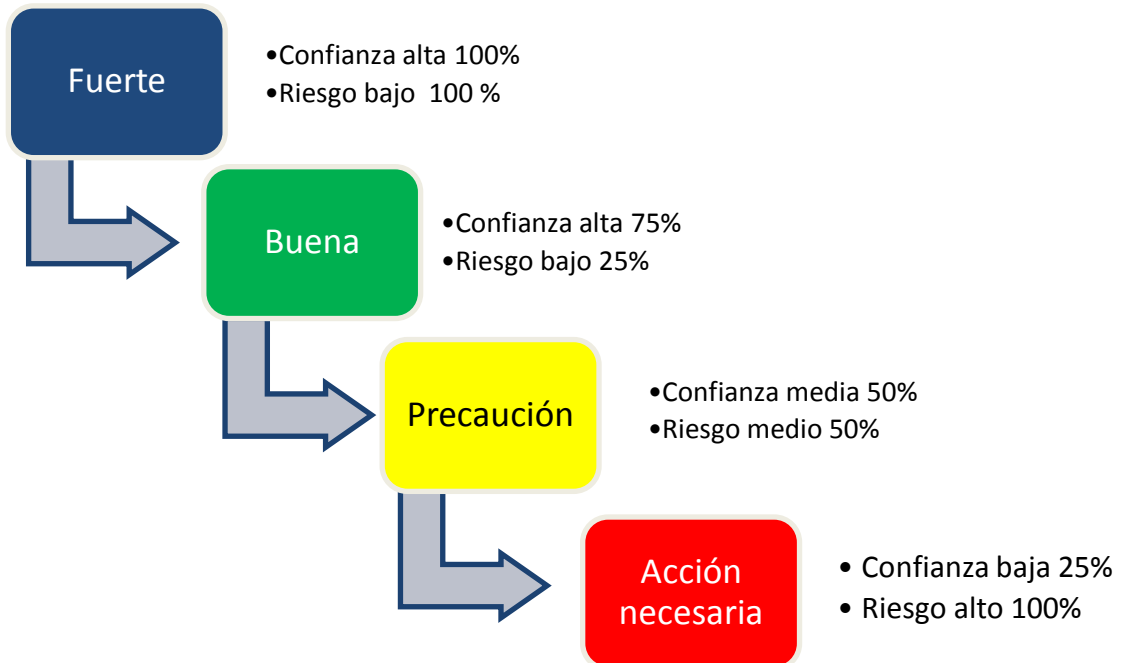 Fuerte
•Confianza alta 100%
•Riesgo bajo  100 %
Buena
•Confianza alta 75%
•Riesgo bajo 25%
Precaución
•Confianza media 50%
•Riesgo medio 50%
Acción
necesaria
• Confianza baja 25%
• Riesgo alto 100%